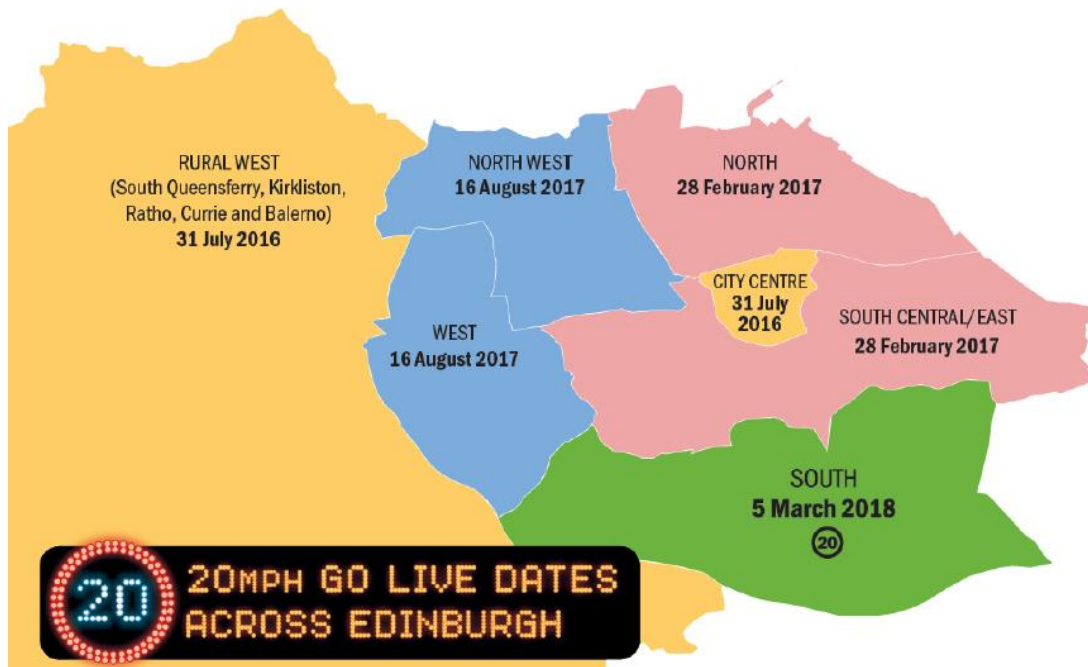 RURAL WEST
(South Queensferry, Kirkliston,
Ratho, Currie and Balerno)
31 July 2016
NORTH WEST
16 August 2017
NORTH
28 February 2017
CITY CENTRE
31 July
2016
SOUTH CENTRAL/EAST
28 February 2017
WEST
16 August 2017
SOUTH
5 March 2018
20
20
20MPH GO LIVE DATES
ACROSS EDINBURGH